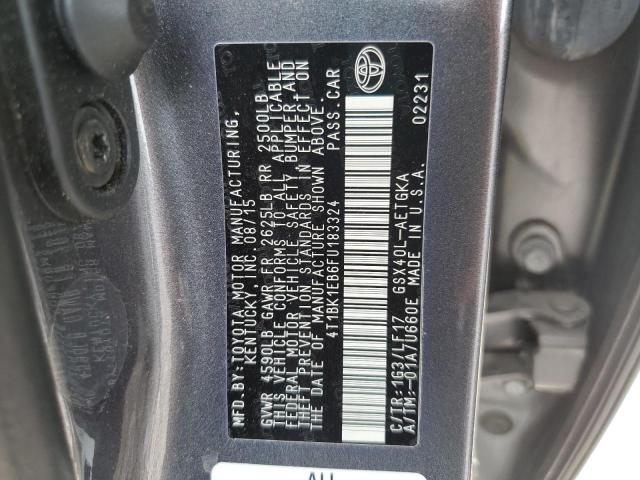 MFD. BY:TOYOTA MOTOR MANUFACTURING,
KENTUCKY, INC. 08/15
GVWR 4590LB GAWR FR 2625LB RR 2500LB
THIS VEHICLE CONFORMS TO ALL APPLICABLE
FEDERAL MOTOR VEHICLE SAFETY, BUMPER, AND
THEFT PREVENTION STANDARDS IN EFFECT ON
THE DATE OF MANUFACTURE SHOWN ABOVE.
4T1BK1EB6FU183324 PASS.CAR
C/TR:1G3/LF17 GSX40L-AETGKA
A/TM:-01A/U660E MADE IN U.S.A. 02231